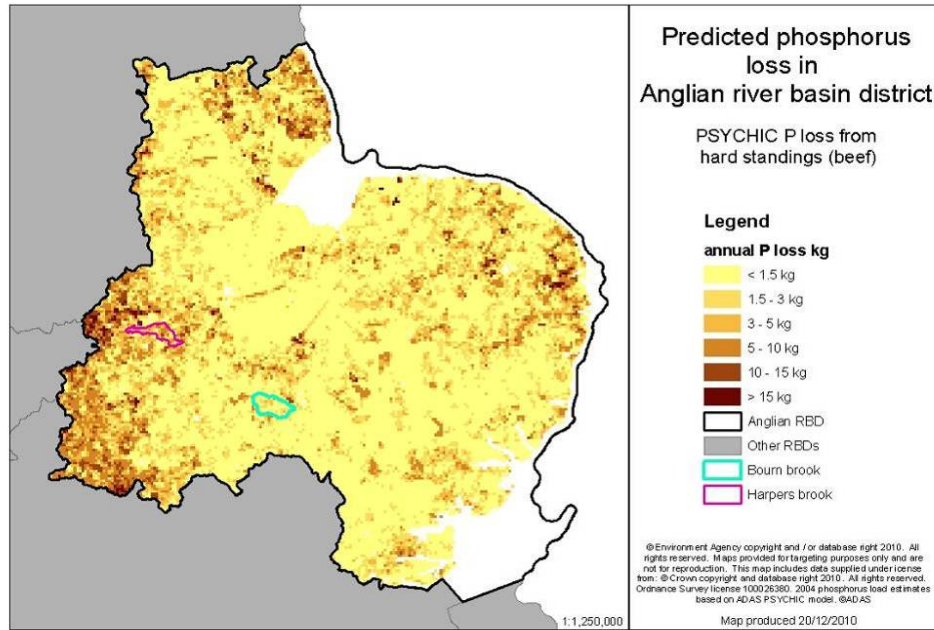 Predicted phosphorus
loss in
Anglian river basin district
PSYCHIC P loss from
hard standings (beef)
Legend
annual P loss kg
< 1.5 kg
1.5 - 3 kg
3 - 5 kg
5 - 10 kg
10 - 15 kg
> 15 kg
Anglian RBD
Other RBDs
Bourn brook
Harpers brook
© Environment Agency copyright and / or database right 2010. All
rights reserved. Maps provided for targeting purposes only and are
not for reproduction. This map includes data supplied under license
from: © Crown copyright and database right 2010. All rights reserved.
Ordnance Survey license 100026380. 2004 phosphorus load estimates
based on ADAS PSYCHIC model. ©ADAS
Map produced 20/12/2010
1:1,250,000